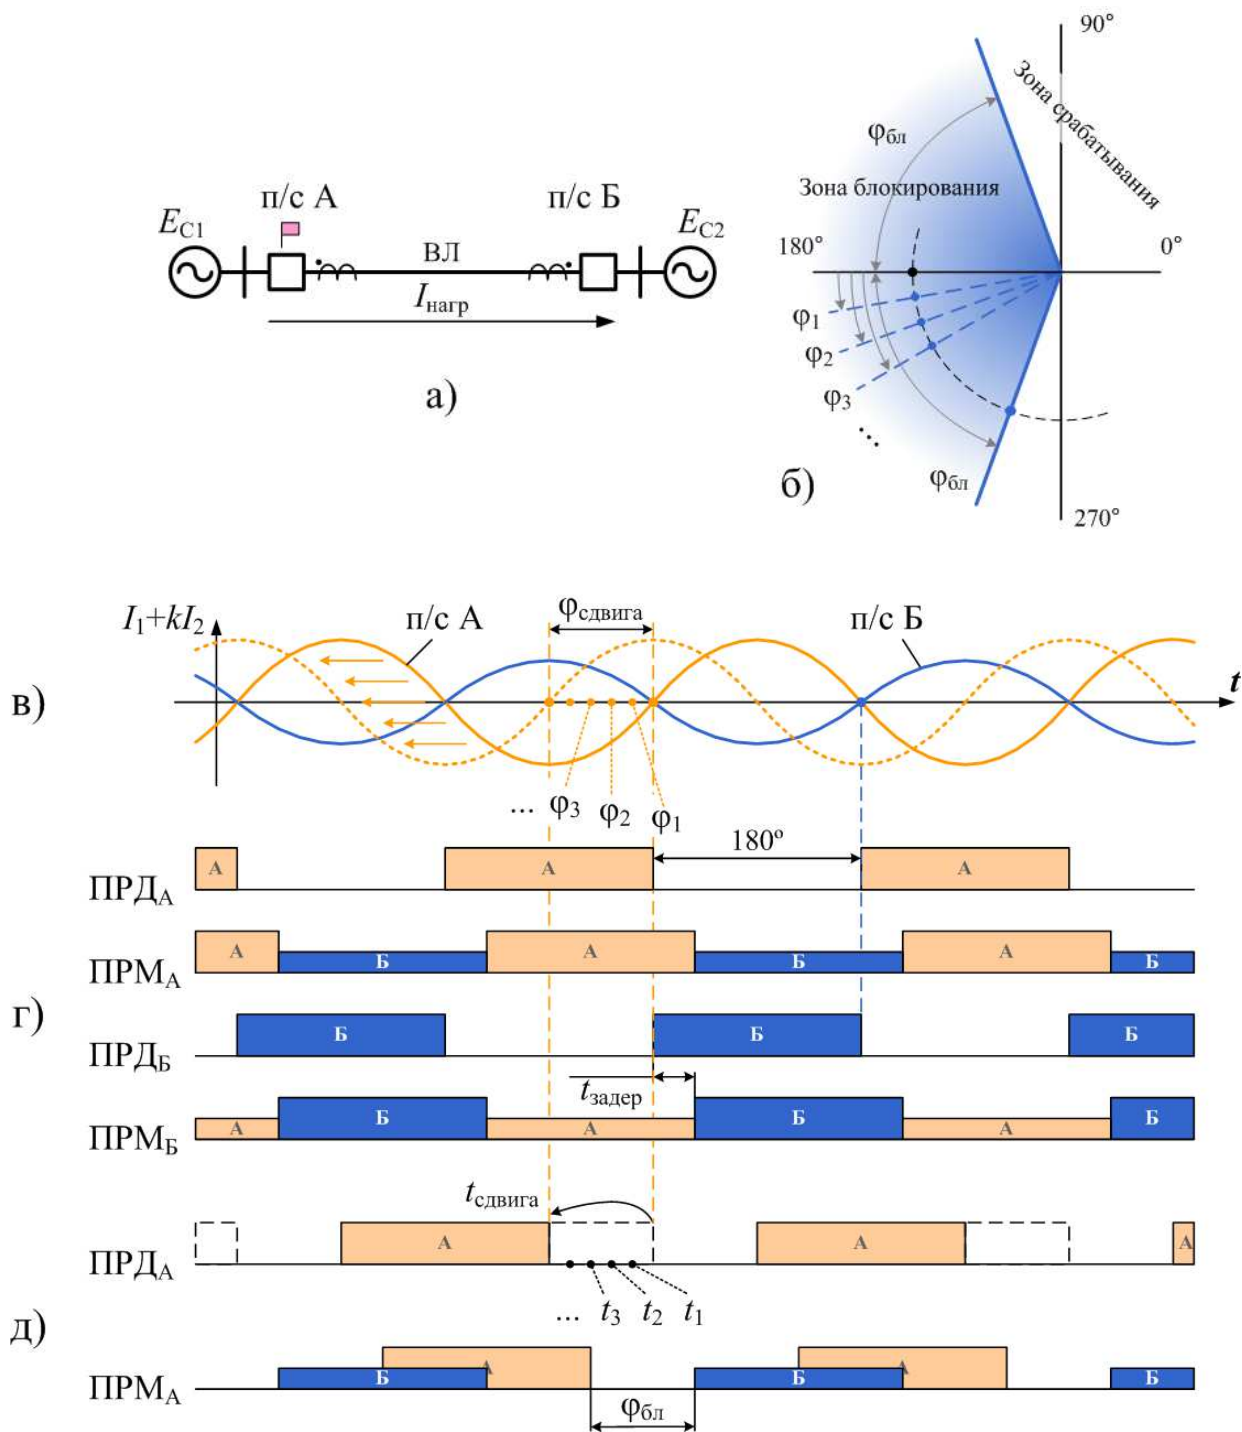 п/с А
п/с Б
E_C1
E_C2
ВЛ
I_нагр
а)
90°
Зона срабатывания
φ_бл
Зона блокирования
180°
0°
φ_1
φ_2
φ_3
...
φ_бл
270°
б)
I_1+kI_2
п/с А
φ_сдвига
п/с Б
t
в)
... φ_3 φ_2 φ_1
180º
ПРД_А
А А А
ПРМ_А
А Б А Б А Б
г)
ПРД_Б
Б Б Б
t_задер
ПРМ_Б
А Б А Б А Б
t_сдвига
ПРД_А
А А А
... t_3 t_2 t_1
д)
ПРМ_А
Б А Б А Б
φ_бл